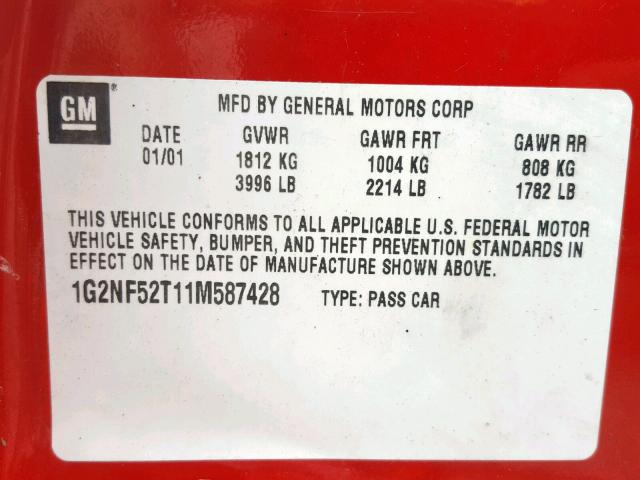 GM®
MFD BY GENERAL MOTORS CORP
DATE GVWR GAWR FRT GAWR RR
01/01 1812 KG 1004 KG 808 KG
3996 LB 2214 LB 1782 LB
THIS VEHICLE CONFORMS TO ALL APPLICABLE U.S. FEDERAL MOTOR
VEHICLE SAFETY, BUMPER, AND THEFT PREVENTION STANDARDS IN
EFFECT ON THE DATE OF MANUFACTURE SHOWN ABOVE.
1G2NF52T11M587428 TYPE: PASS CAR